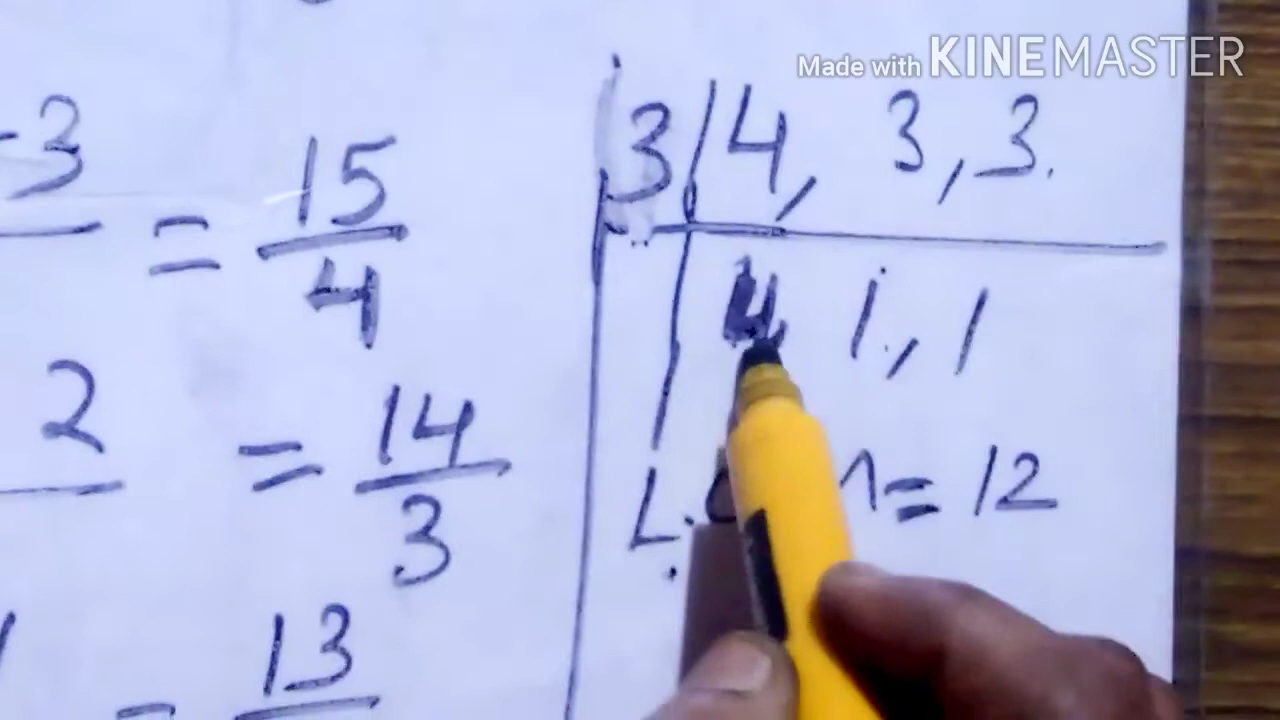 Made with KINEMASTER
-3 = 15/4
2 = 14/3
= 13
3 | 4, 3, 3.
4, 1, 1
L. = 12